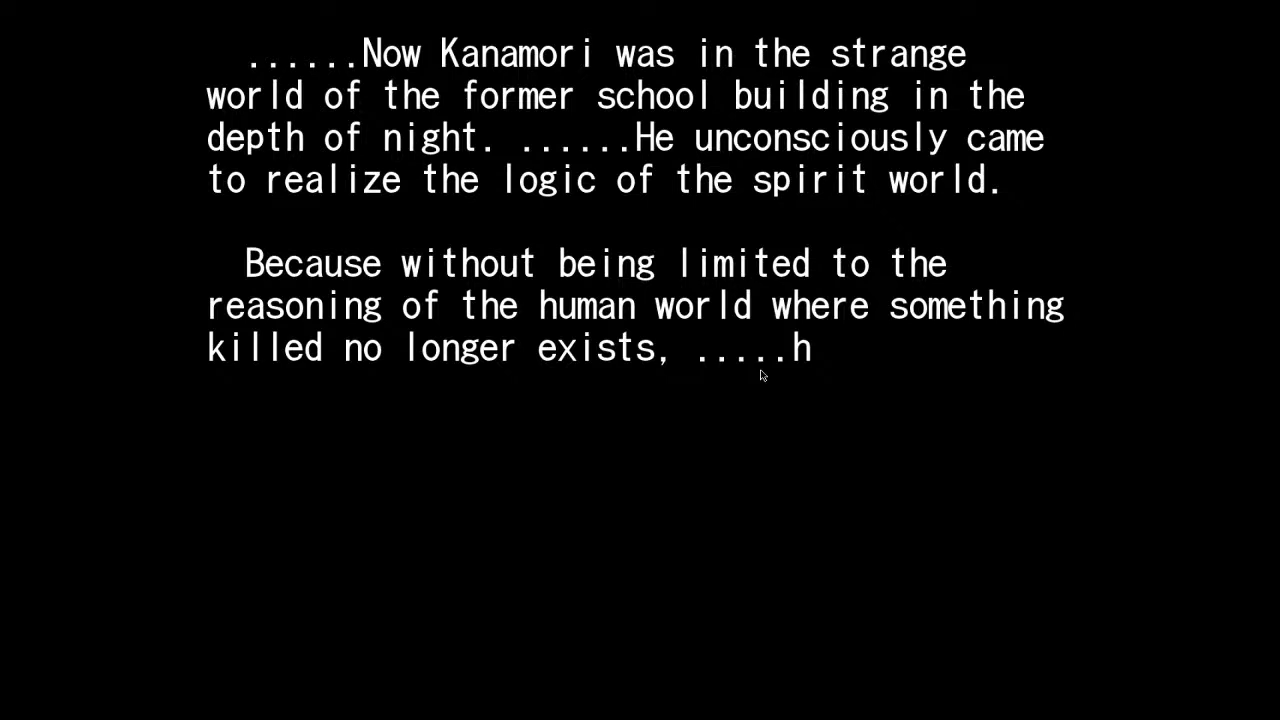 ......Now Kanamori was in the strange
world of the former school building in the
depth of night. ......He unconsciously came
to realize the logic of the spirit world.
Because without being limited to the
reasoning of the human world where something
killed no longer exists, .....h